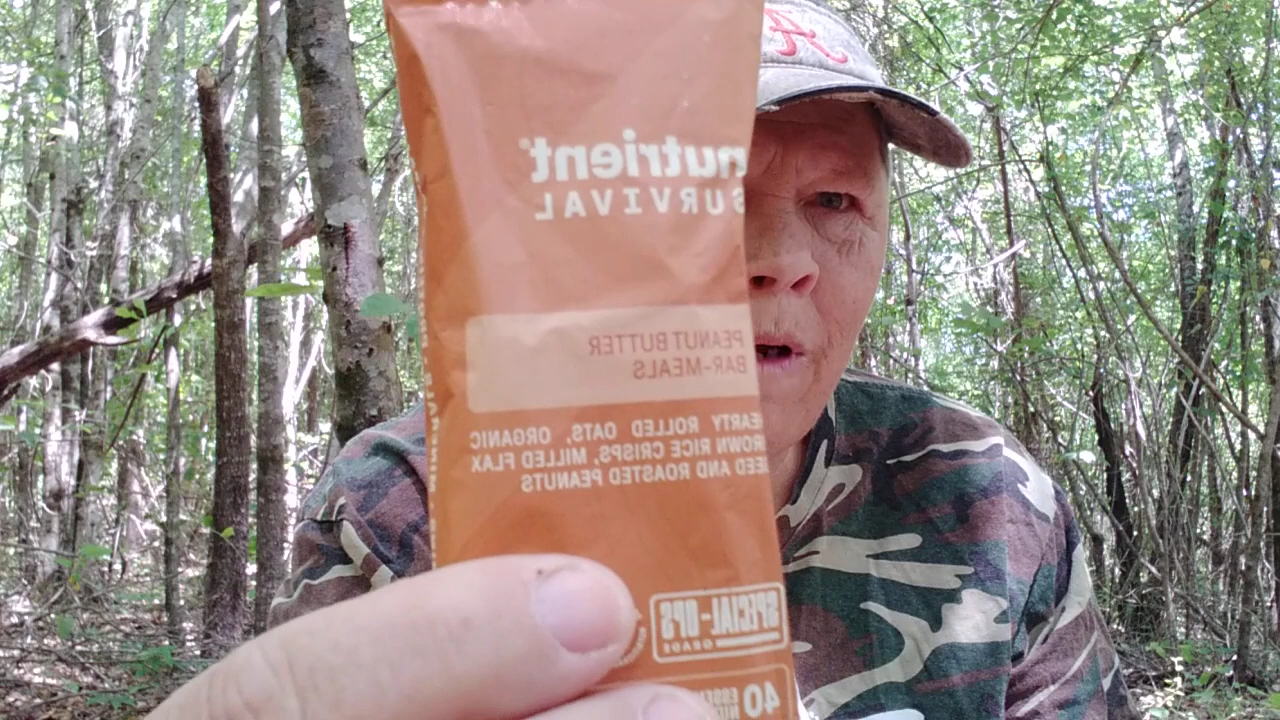 A
nutrient
SURVIVAL
PEANUT BUTTER
BAR-MEALS
EARTY ROLLED OATS, ORGANIC
ROWN RICE CRISPS, MILLED FLAX
EED AND ROASTED PEANUTS
SPECIAL-OPS
GRADE
40